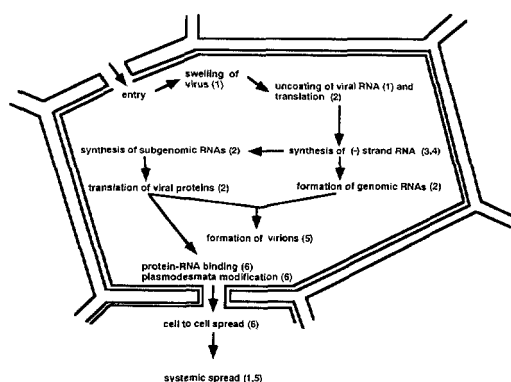 swelling of
virus (1)
entry
uncoating of viral RNA (1) and
translation (2)
synthesis of subgenomic RNAs (2)
synthesis of (-) strand RNA (3,4)
translation of viral proteins (2)
formation of genomic RNAs (2)
formation of virions (5)
protein-RNA binding (6)
plasmodesmata modification (6)
cell to cell spread (6)
systemic spread (1,5)